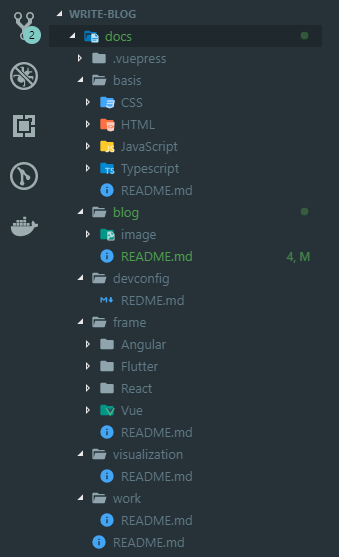 WRITE-BLOG
docs
.vuepress
2
basis
CSS
HTML
JavaScript
TS Typescript
README.md
blog
image
README.md 4, M
devconfig
REDME.md
frame
Angular
Flutter
React
Vue
README.md
visualization
README.md
work
README.md
README.md